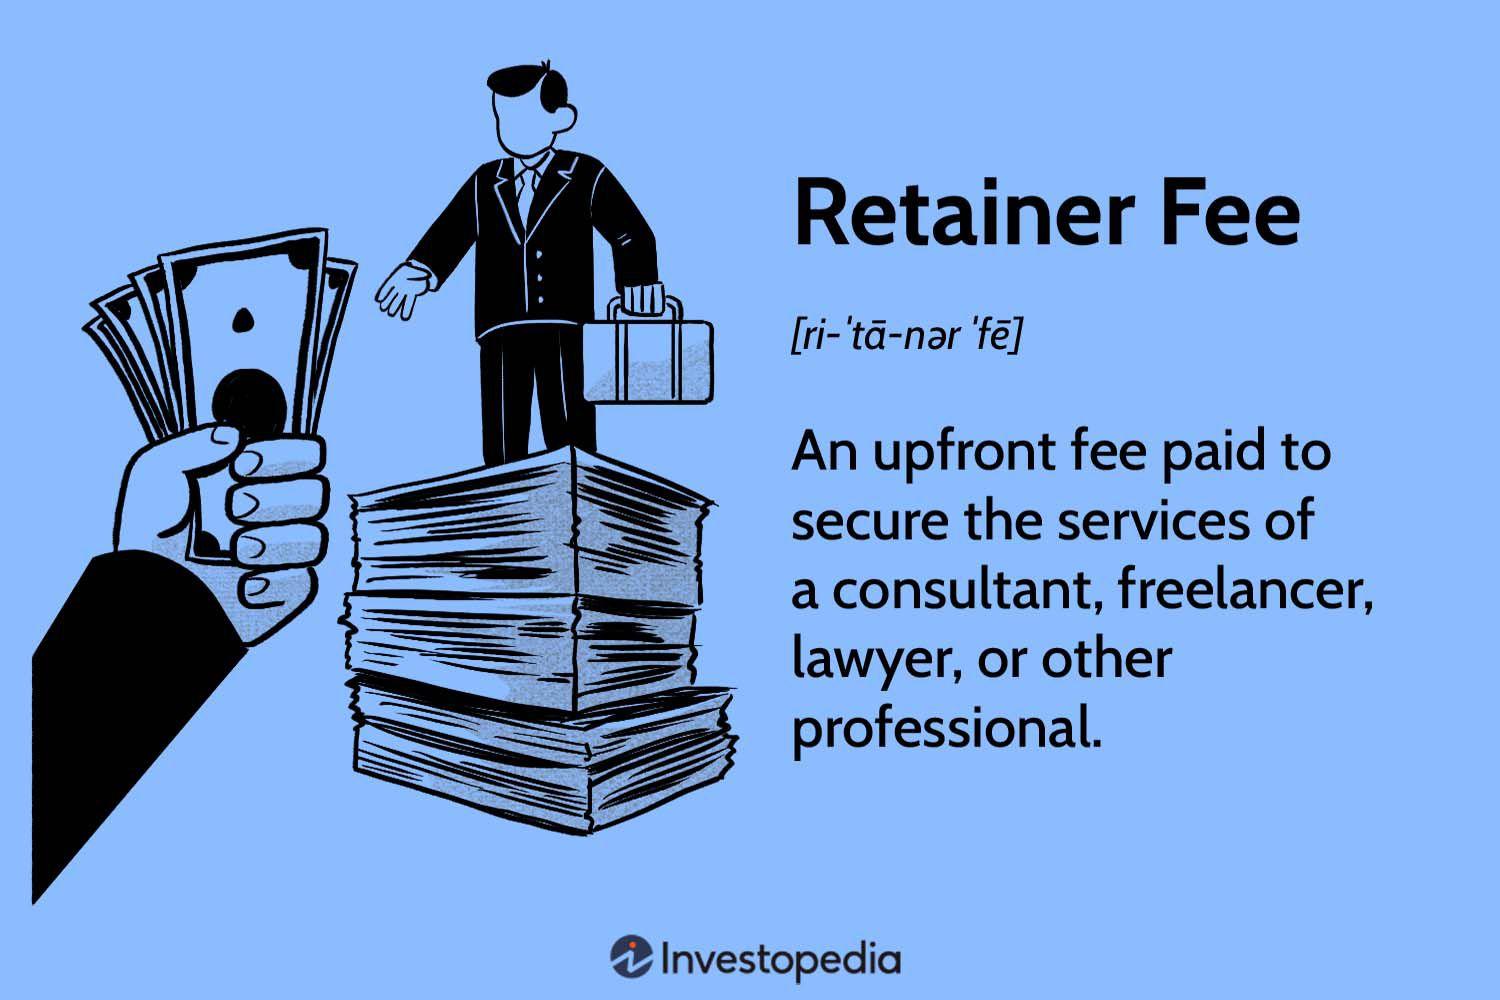 Retainer Fee
[ri-ˈtā-nər ˈfē]
An upfront fee paid to
secure the services of
a consultant, freelancer,
lawyer, or other
professional.
Investopedia